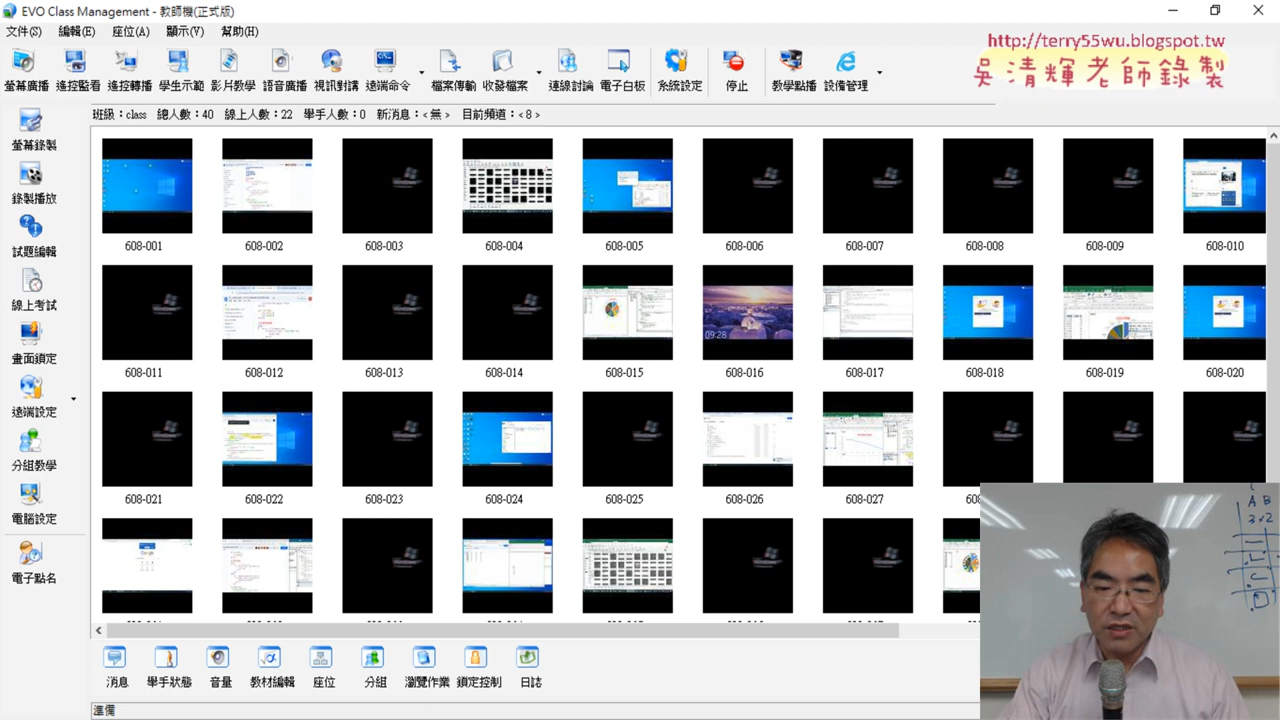 EVO Class Management - 教師機(正式版)
文件(S) 編輯(E) 座位(A) 顯示(V) 幫助(H)
http://terry55wu.blogspot.tw
吳清輝老師錄製
螢幕廣播 遙控監看 遙控轉播 學生示範 影片教學 語音廣播 視訊對講 遠端命令 檔案傳輸 收發檔案 連線討論 電子白板 系統設定 停止 教學點播 設備管理
班級：class 總人數：40 線上人數：22 舉手人數：0 新消息：<無> 目前頻道：<8>
螢幕錄製
錄製播放
試題編輯
線上考試
畫面鎖定
遠端設定
分組教學
電腦設定
電子點名
608-001 608-002 608-003 608-004 608-005 608-006 608-007 608-008 608-009 608-010
09:28
608-011 608-012 608-013 608-014 608-015 608-016 608-017 608-018 608-019 608-020
608-021 608-022 608-023 608-024 608-025 608-026 608-027
A B
3x2
消息 舉手狀態 音量 教材編輯 座位 分組 瀏覽作業 鎖定控制 日誌
準備